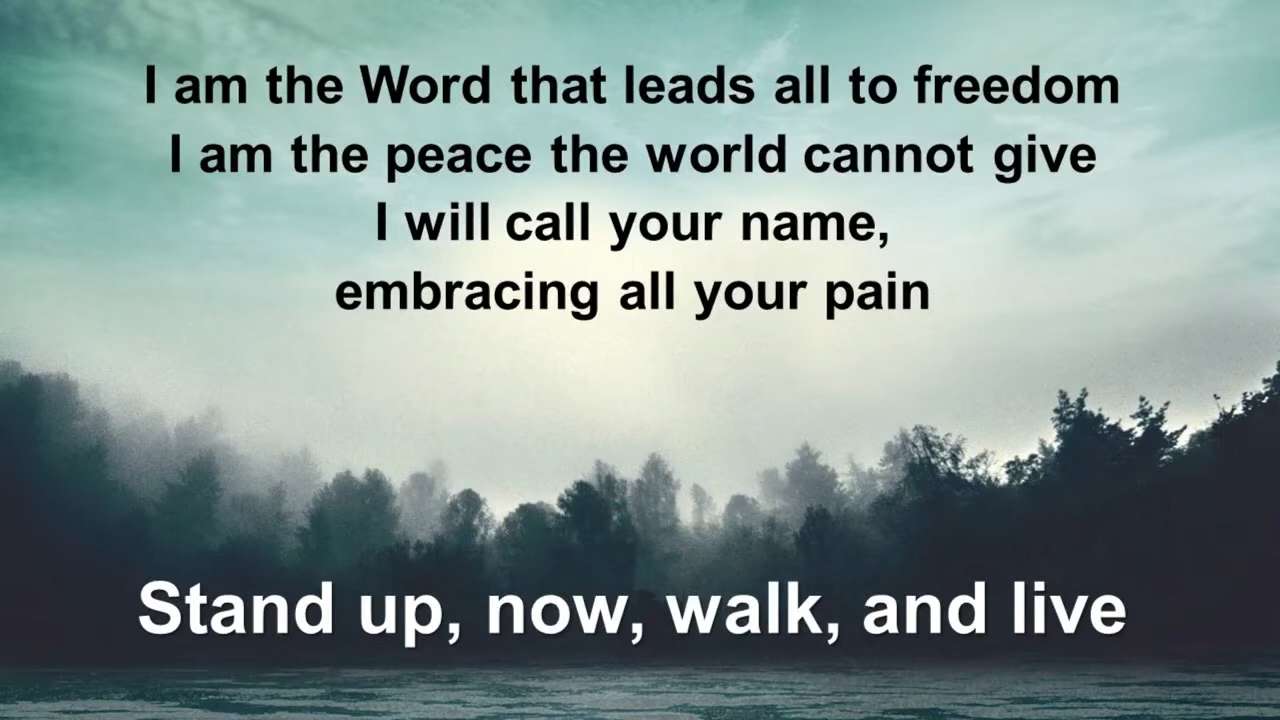 I am the Word that leads all to freedom
I am the peace the world cannot give
I will call your name,
embracing all your pain
Stand up, now, walk, and live